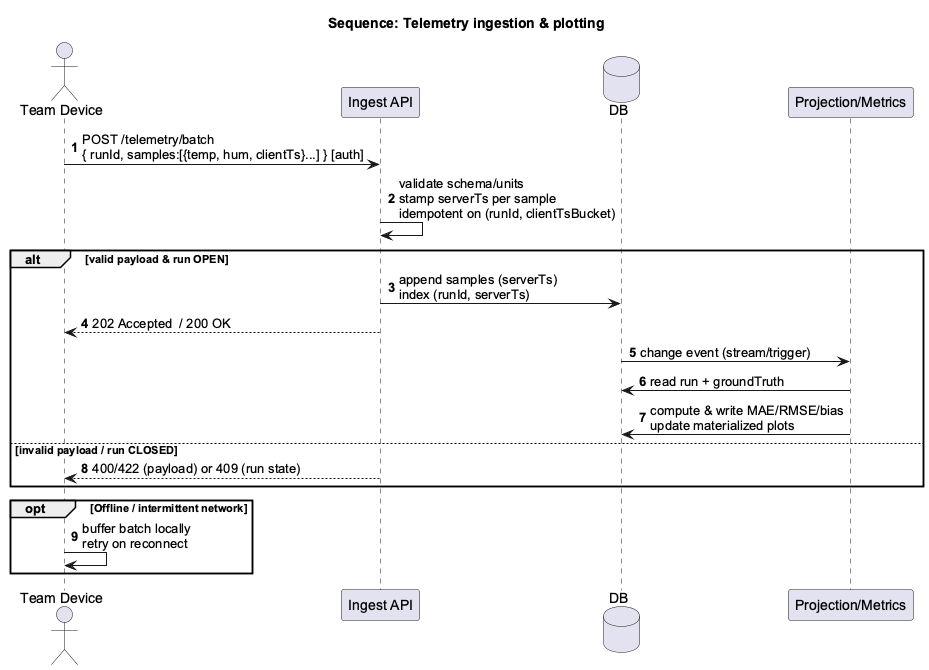 Sequence: Telemetry ingestion & plotting
Team Device
Ingest API
DB
Projection/Metrics
1 POST /telemetry/batch
{ runId, samples:[{temp, hum, clientTs}...] } [auth]
validate schema/units
2 stamp serverTs per sample
idempotent on (runId, clientTsBucket)
alt [valid payload & run OPEN]
3 append samples (serverTs)
index (runId, serverTs)
4 202 Accepted / 200 OK
5 change event (stream/trigger)
6 read run + groundTruth
7 compute & write MAE/RMSE/bias
update materialized plots
[invalid payload / run CLOSED]
8 400/422 (payload) or 409 (run state)
opt [Offline / intermittent network]
9 buffer batch locally
retry on reconnect
Team Device
Ingest API
DB
Projection/Metrics